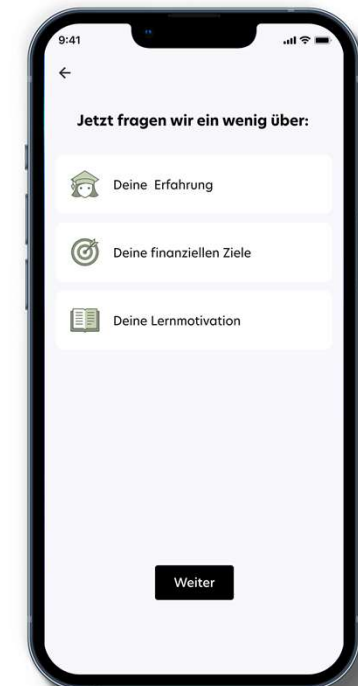 9:41
Jetzt fragen wir ein wenig über:
Deine Erfahrung
Deine finanziellen Ziele
Deine Lernmotivation
Weiter